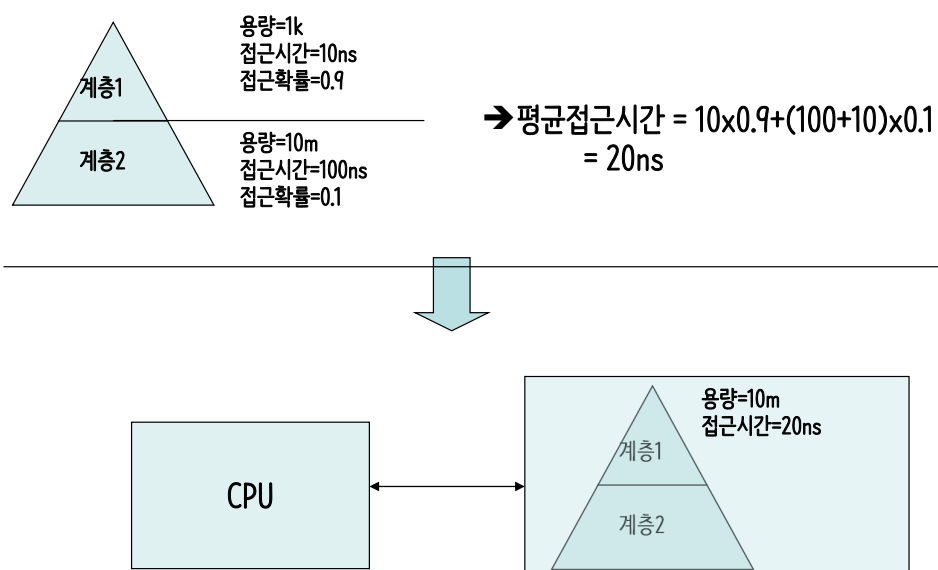 용량=1k
접근시간=10ns
접근확률=0.9
계층1
➔평균접근시간 = 10x0.9+(100+10)x0.1
= 20ns
용량=10m
접근시간=100ns
접근확률=0.1
계층2
용량=10m
접근시간=20ns
계층1
CPU
계층2